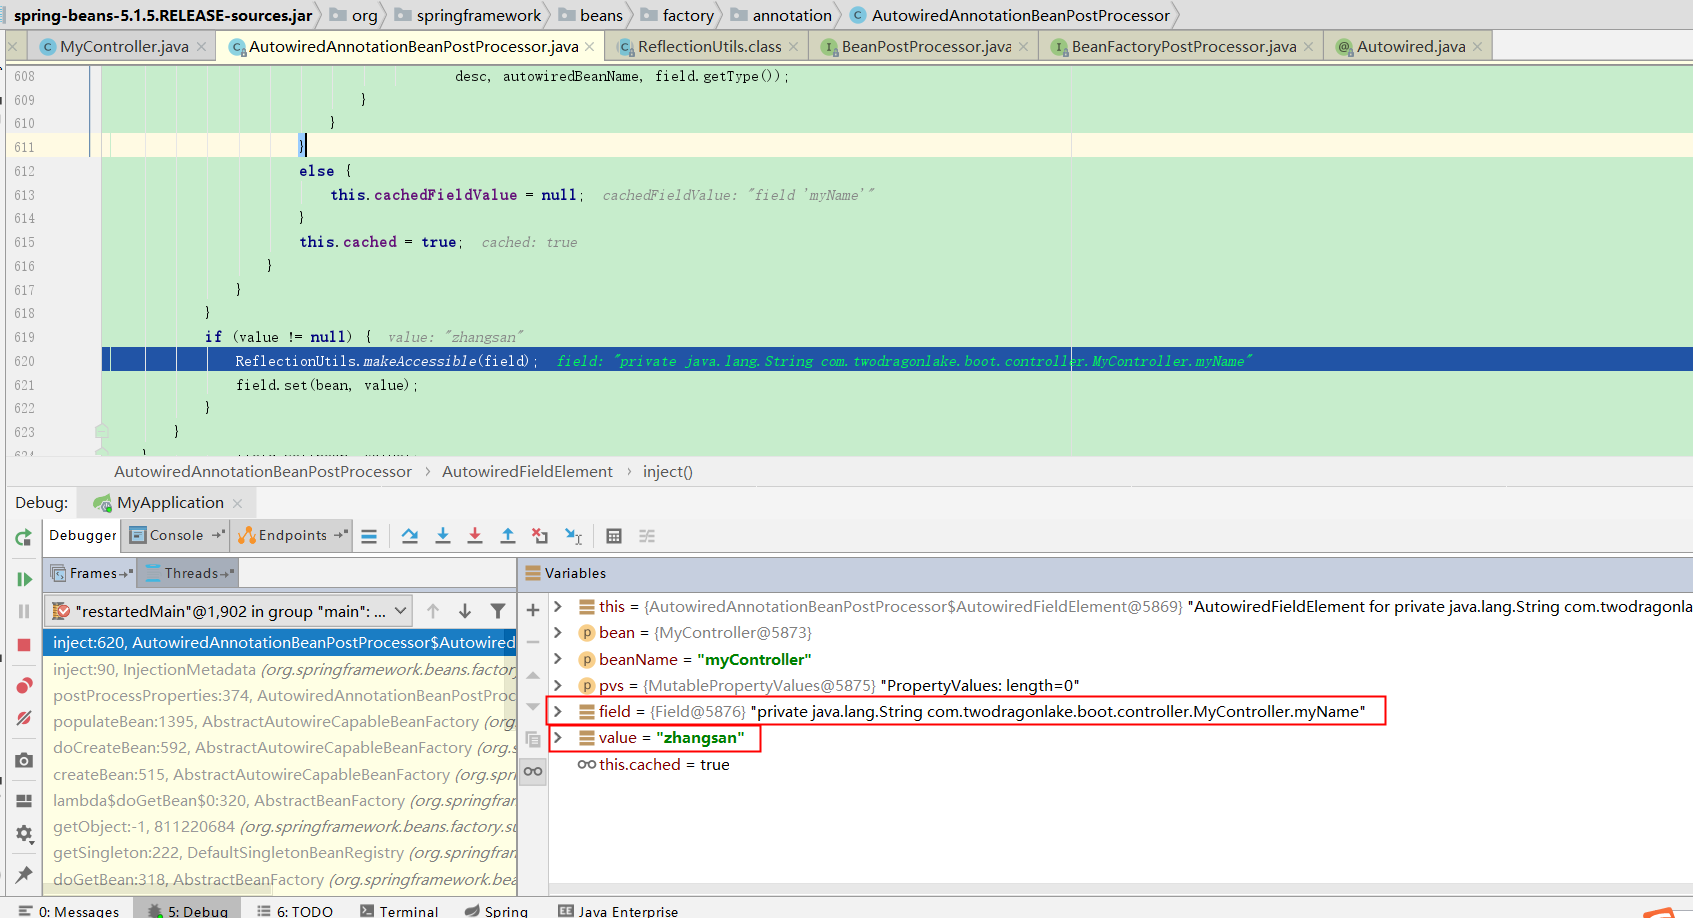 spring-beans-5.1.5.RELEASE-sources.jar org springframework beans factory annotation AutowiredAnnotationBeanPostProcessor
MyController.java AutowiredAnnotationBeanPostProcessor.java ReflectionUtils.class BeanPostProcessor.java BeanFactoryPostProcessor.java Autowired.java
608 desc, autowiredBeanName, field.getType());
609 }
610 }
611 }
612 else {
613 this.cachedFieldValue = null; cachedFieldValue: "field 'myName'"
614 }
615 this.cached = true; cached: true
616 }
617 }
618 }
619 if (value != null) { value: "zhangsan"
620 ReflectionUtils.makeAccessible(field); field: "private java.lang.String com.twodragonlake.boot.controller.MyController.myName"
621 field.set(bean, value);
622 }
623 }
624 }
AutowiredAnnotationBeanPostProcessor › AutowiredFieldElement › inject()
Debug: MyApplication
Debugger Console Endpoints
Frames Threads Variables
"restartedMain"@1,902 in group "main": ...
inject:620, AutowiredAnnotationBeanPostProcessor$Autowired
inject:90, InjectionMetadata (org.springframework.beans.factory
postProcessProperties:374, AutowiredAnnotationBeanPostProc
populateBean:1395, AbstractAutowireCapableBeanFactory (org
doCreateBean:592, AbstractAutowireCapableBeanFactory (org.
createBean:515, AbstractAutowireCapableBeanFactory (org.spr
lambda$doGetBean$0:320, AbstractBeanFactory (org.springfra
getObject:-1, 811220684 (org.springframework.beans.factory.su
getSingleton:222, DefaultSingletonBeanRegistry (org.springfran
doGetBean:318, AbstractBeanFactory (org.springframework.bea
this = {AutowiredAnnotationBeanPostProcessor$AutowiredFieldElement@5869} "AutowiredFieldElement for private java.lang.String com.twodragonla
p bean = {MyController@5873}
p beanName = "myController"
p pvs = {MutablePropertyValues@5875} "PropertyValues: length=0"
field = {Field@5876} "private java.lang.String com.twodragonlake.boot.controller.MyController.myName"
value = "zhangsan"
this.cached = true
0: Messages 5: Debug 6: TODO Terminal Spring Java Enterprise